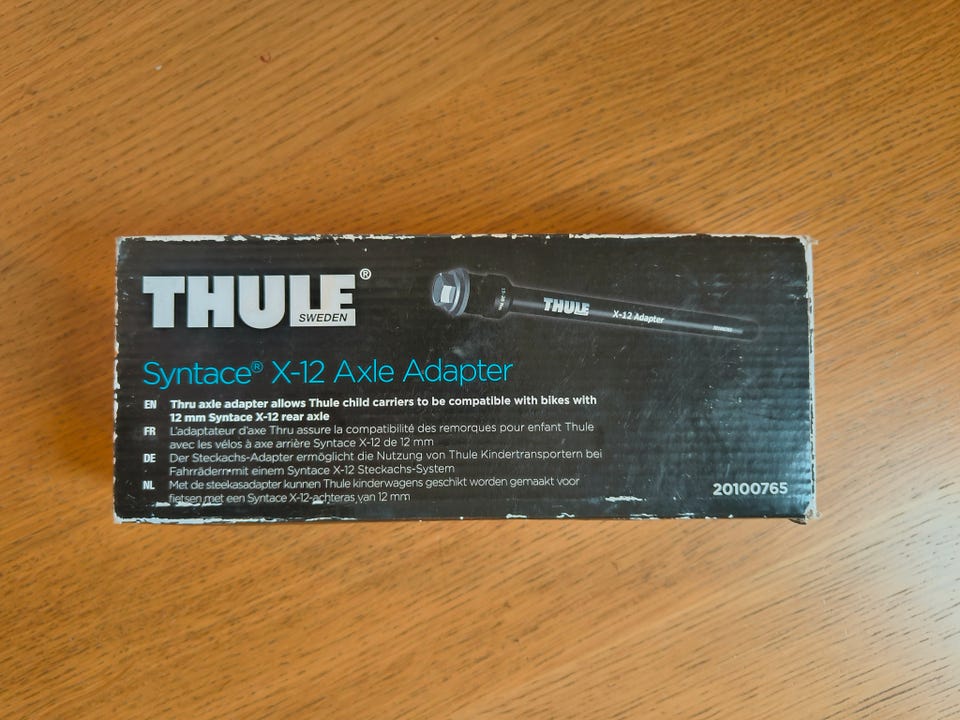 THULE®
SWEDEN
THULE X-12 Adapter
Syntace® X-12 Axle Adapter
EN Thru axle adapter allows Thule child carriers to be compatible with bikes with
12 mm Syntace X-12 rear axle
FR L'adaptateur d'axe Thru assure la compatibilité des remorques pour enfant Thule
avec les vélos à axe arrière Syntace X-12 de 12 mm
DE Der Steckachs-Adapter ermöglicht die Nutzung von Thule Kindertransportern bei
Fahrrädern mit einem Syntace X-12 Steckachs-System
NL Met de steekasadapter kunnen Thule kinderwagens geschikt worden gemaakt voor
fietsen met een Syntace X-12-achteras van 12 mm
20100765